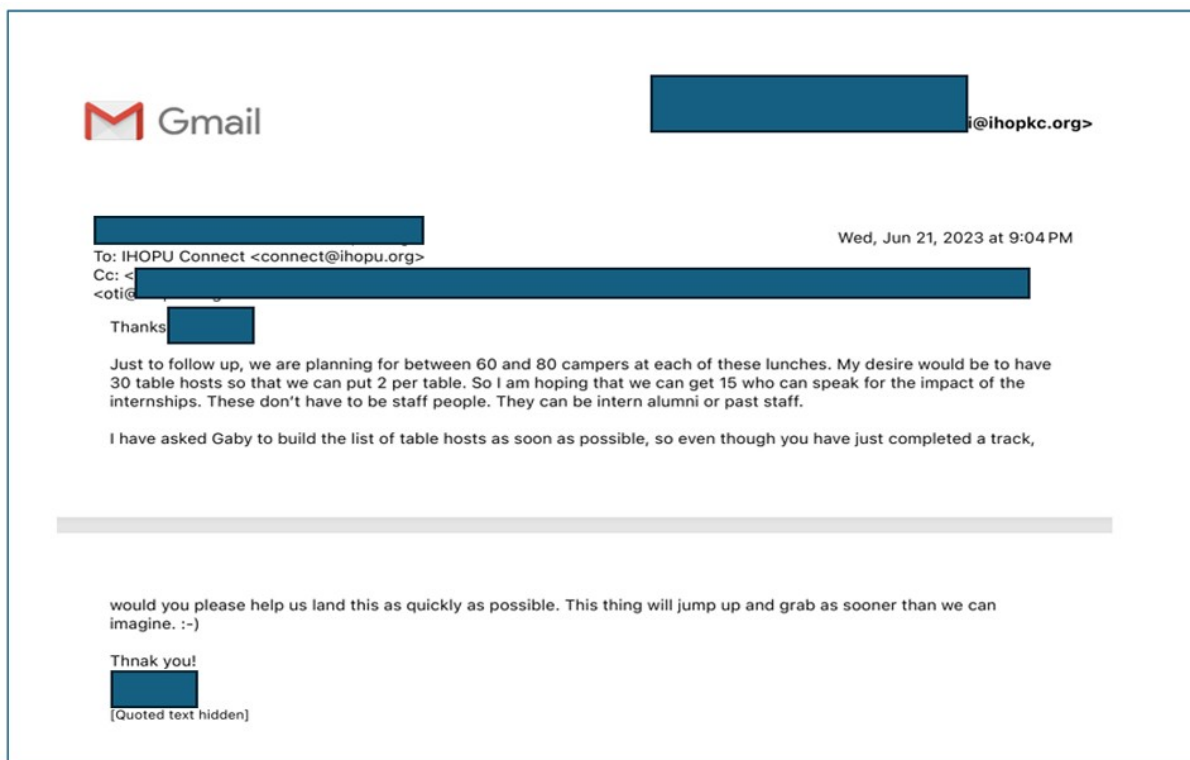 Gmail
i@ihopkc.org>
Wed, Jun 21, 2023 at 9:04 PM
To: IHOPU Connect <connect@ihopu.org>
Cc: <
<oti@
Thanks
Just to follow up, we are planning for between 60 and 80 campers at each of these lunches. My desire would be to have
30 table hosts so that we can put 2 per table. So I am hoping that we can get 15 who can speak for the impact of the
internships. These don't have to be staff people. They can be intern alumni or past staff.
I have asked Gaby to build the list of table hosts as soon as possible, so even though you have just completed a track,
would you please help us land this as quickly as possible. This thing will jump up and grab as sooner than we can
imagine. :-)
Thnak you!
[Quoted text hidden]